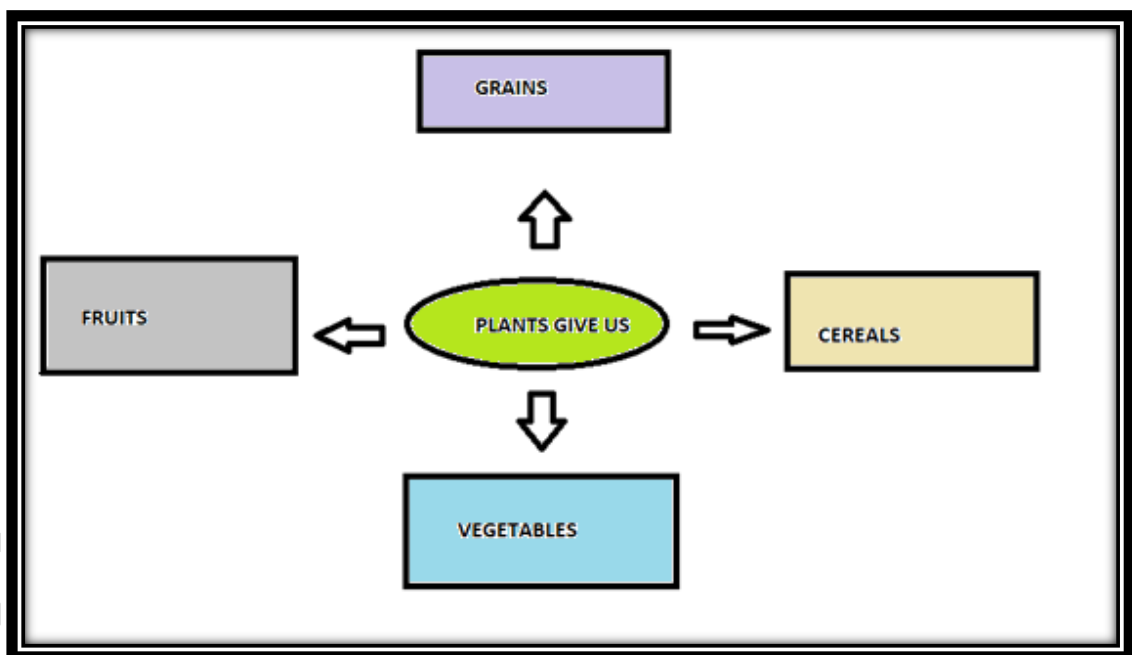 GRAINS
FRUITS
PLANTS GIVE US
CEREALS
VEGETABLES